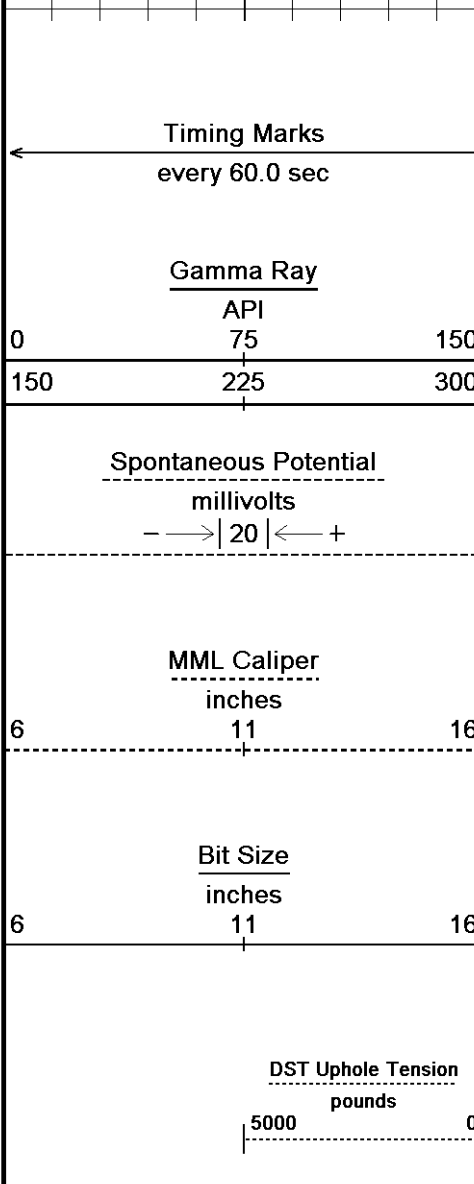 Timing Marks
every 60.0 sec
Gamma Ray
API
0 75 150
150 225 300
Spontaneous Potential
millivolts
− 20 +
MML Caliper
inches
6 11 16
Bit Size
inches
6 11 16
DST Uphole Tension
pounds
5000 0